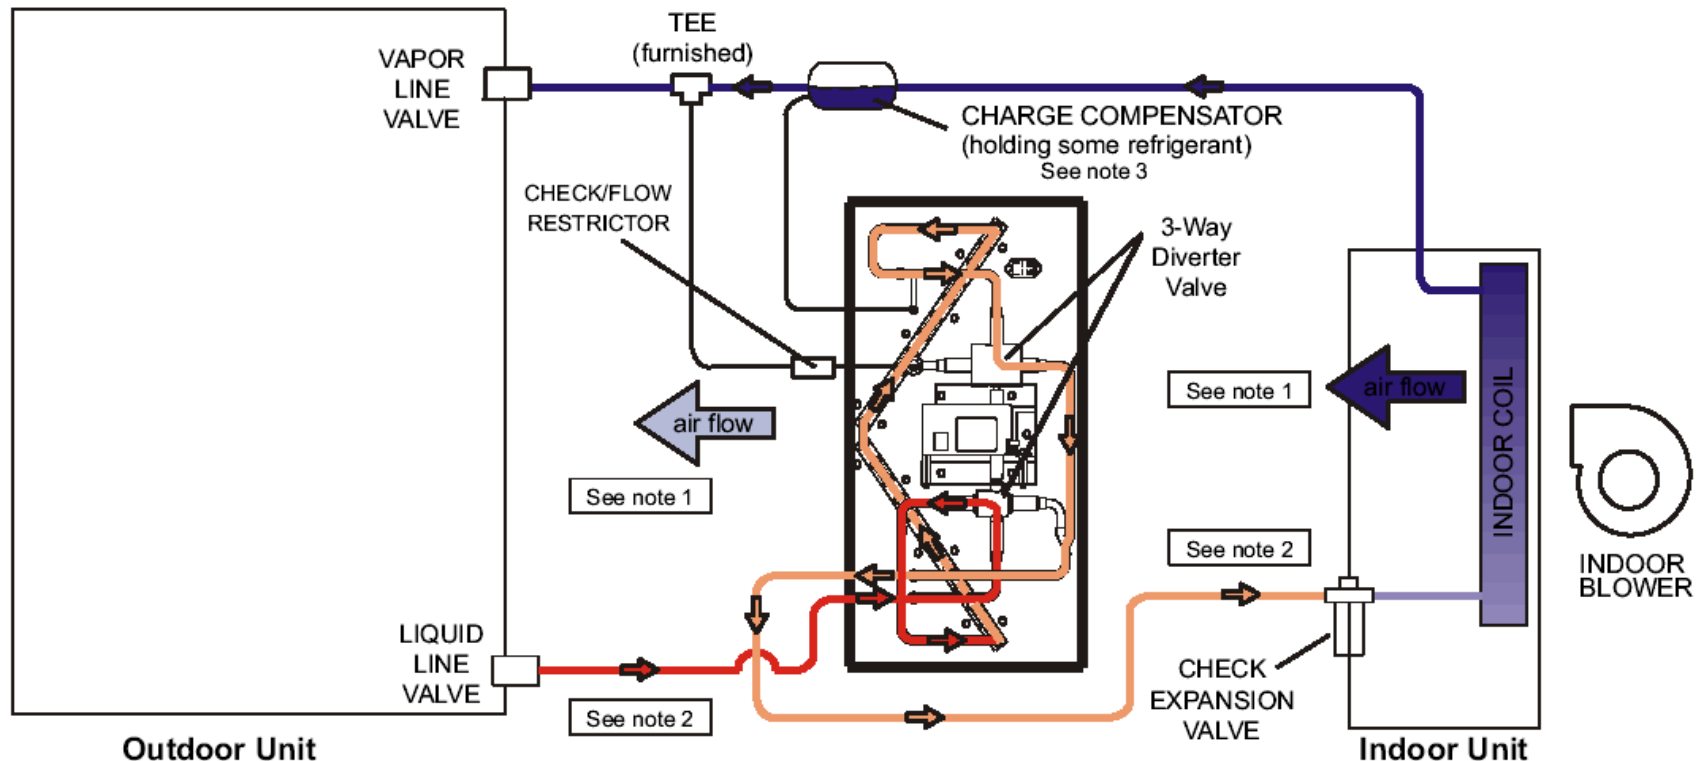 TEE
(furnished)
VAPOR
LINE
VALVE
CHARGE COMPENSATOR
(holding some refrigerant)
See note 3
CHECK/FLOW
RESTRICTOR
3-Way
Diverter
Valve
air flow
See note 1
See note 1
air flow
INDOOR COIL
See note 2
INDOOR
BLOWER
LIQUID
LINE
VALVE
See note 2
CHECK
EXPANSION
VALVE
Outdoor Unit
Indoor Unit